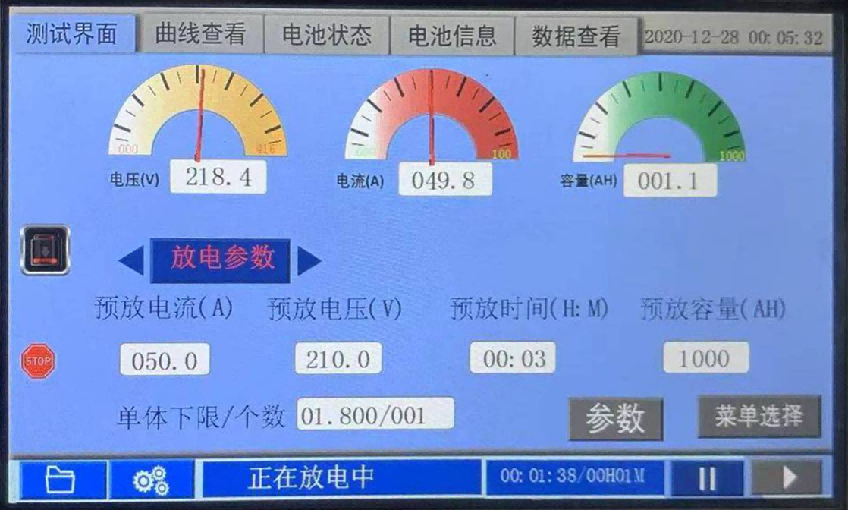 测试界面 曲线查看 电池状态 电池信息 数据查看 2020-12-28 00:05:32
000 416 100 1000
电压(V) 218.4 电流(A) 049.8 容量(AH) 001.1
放电参数
预放电流(A) 预放电压(V) 预放时间(H:M) 预放容量(AH)
STOP 050.0 210.0 00:03 1000
单体下限/个数 01.800/001 参数 菜单选择
正在放电中 00:01:38/00H01M